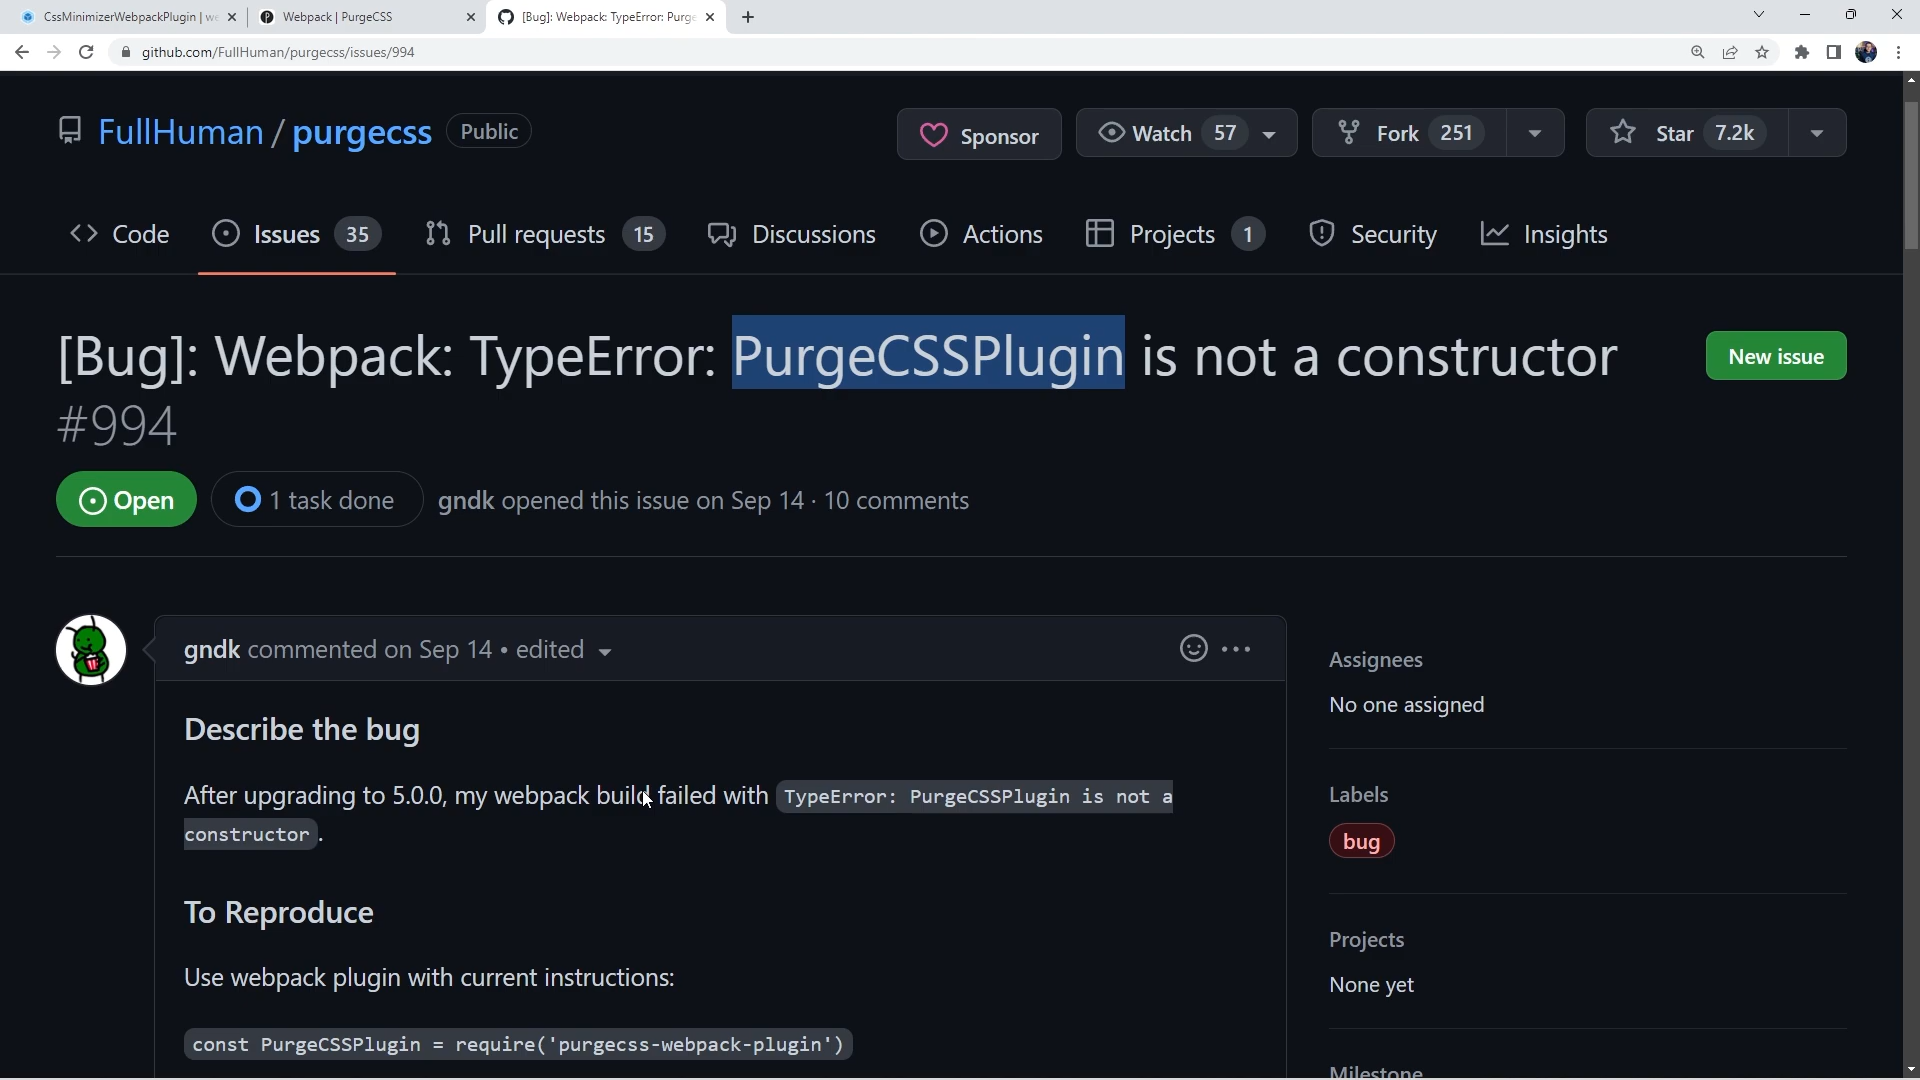 CssMinimizerWebpackPlugin | we
Webpack | PurgeCSS
[Bug]: Webpack: TypeError: Purge
github.com/FullHuman/purgecss/issues/994
FullHuman / purgecss Public
Sponsor
Watch 57
Fork 251
Star 7.2k
Code
Issues 35
Pull requests 15
Discussions
Actions
Projects 1
Security
Insights
[Bug]: Webpack: TypeError: PurgeCSSPlugin is not a constructor
#994
New issue
Open
1 task done
gndk opened this issue on Sep 14 · 10 comments
gndk commented on Sep 14 • edited
Describe the bug
After upgrading to 5.0.0, my webpack build failed with TypeError: PurgeCSSPlugin is not a
constructor .
To Reproduce
Use webpack plugin with current instructions:
const PurgeCSSPlugin = require('purgecss-webpack-plugin')
Assignees
No one assigned
Labels
bug
Projects
None yet
Milestone